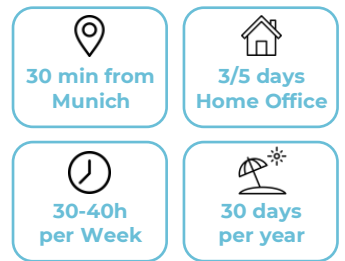 30 min from
Munich
3/5 days
Home Office
30-40h
per Week
30 days
per year